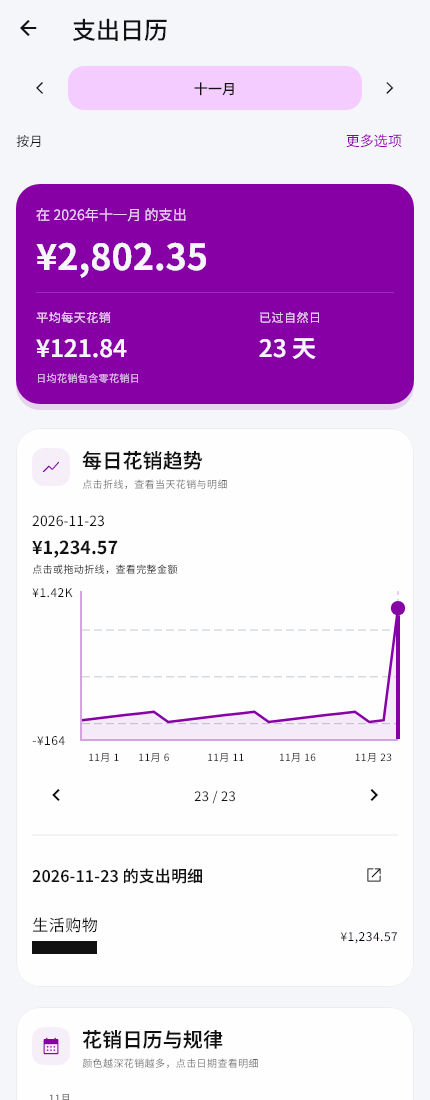 支出日历
十一月
按月
更多选项
在 2026年十一月 的支出
¥2,802.35
平均每天花销
已过自然日
¥121.84
23 天
日均花销包含零花销日
每日花销趋势
点击折线，查看当天花销与明细
2026-11-23
¥1,234.57
点击或拖动折线，查看完整金额
¥1.42K
-¥164
11月 1
11月 6
11月 11
11月 16
11月 23
23 / 23
2026-11-23 的支出明细
生活购物
¥1,234.57
花销日历与规律
颜色越深花销越多，点击日期查看明细
11月